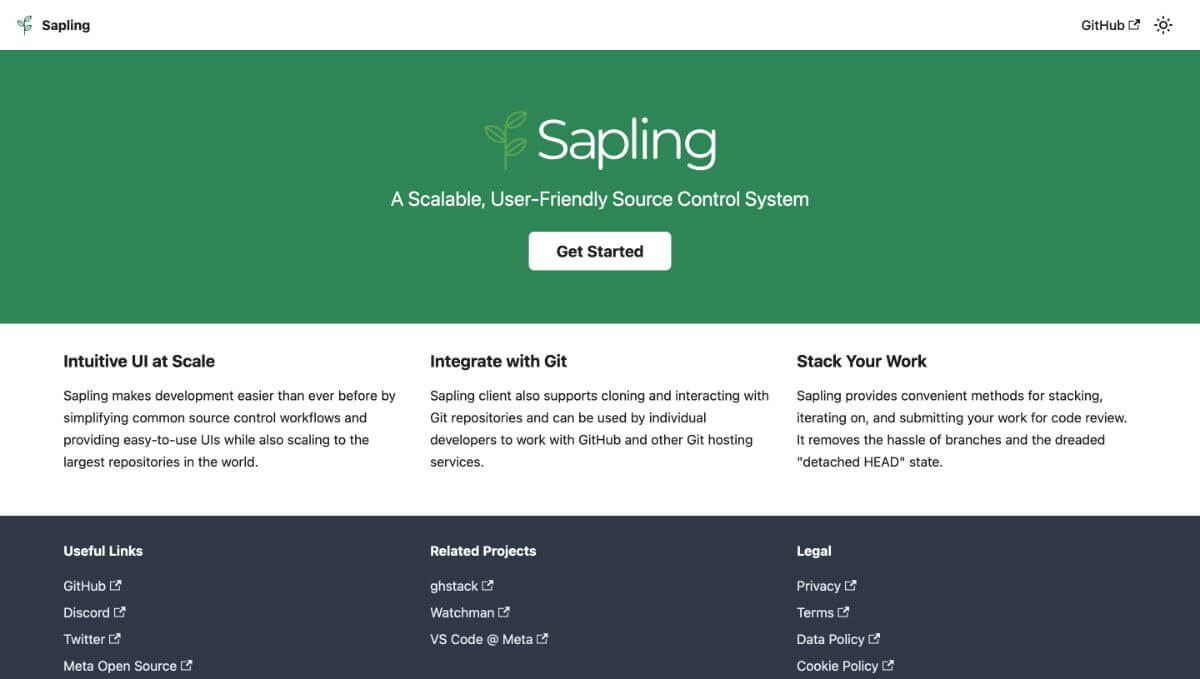 Sapling
GitHub
Sapling
A Scalable, User-Friendly Source Control System
Get Started
Intuitive UI at Scale
Sapling makes development easier than ever before by
simplifying common source control workflows and
providing easy-to-use UIs while also scaling to the
largest repositories in the world.
Integrate with Git
Sapling client also supports cloning and interacting with
Git repositories and can be used by individual
developers to work with GitHub and other Git hosting
services.
Stack Your Work
Sapling provides convenient methods for stacking,
iterating on, and submitting your work for code review.
It removes the hassle of branches and the dreaded
"detached HEAD" state.
Useful Links
GitHub
Discord
Twitter
Meta Open Source
Related Projects
ghstack
Watchman
VS Code @ Meta
Legal
Privacy
Terms
Data Policy
Cookie Policy